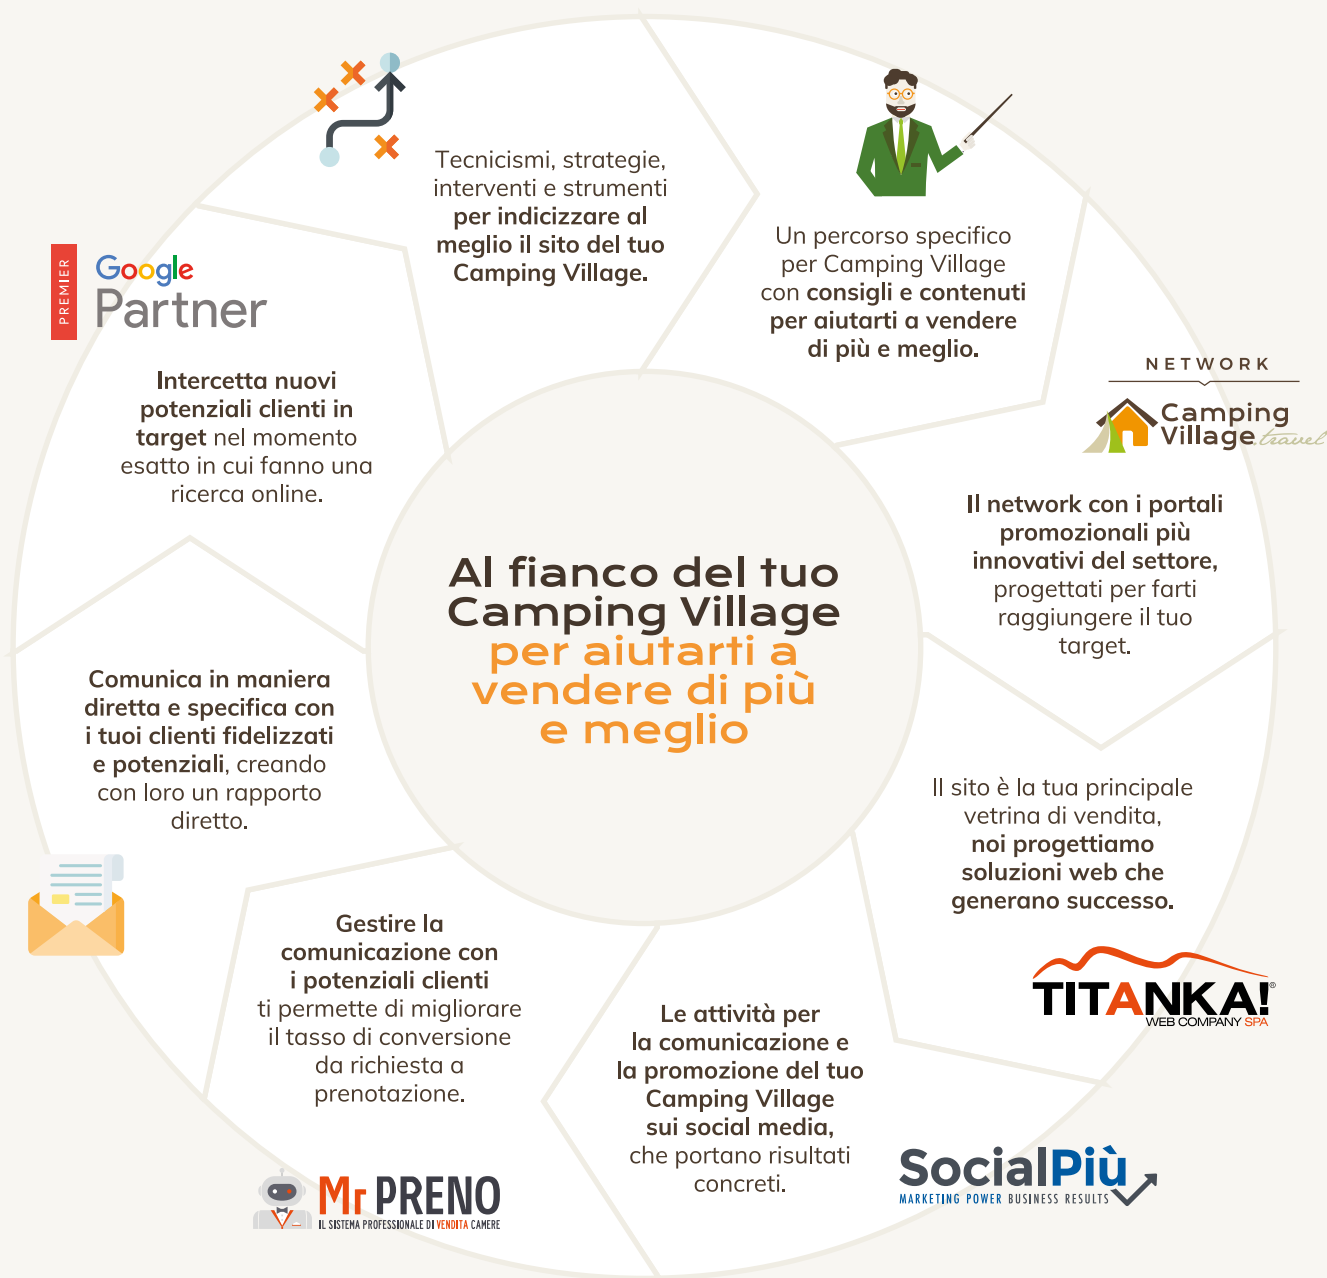 Tecnicismi, strategie,
interventi e strumenti
per indicizzare al
meglio il sito del tuo
Camping Village.
Un percorso specifico
per Camping Village
con consigli e contenuti
per aiutarti a vendere
di più e meglio.
NETWORK
Camping
Village.travel
Il network con i portali
promozionali più
innovativi del settore,
progettati per farti
raggiungere il tuo
target.
Il sito è la tua principale
vetrina di vendita,
noi progettiamo
soluzioni web che
generano successo.
TITANKA!®
WEB COMPANY SPA
Le attività per
la comunicazione e
la promozione del tuo
Camping Village
sui social media,
che portano risultati
concreti.
SocialPiù
MARKETING POWER BUSINESS RESULTS
Gestire la
comunicazione con
i potenziali clienti
ti permette di migliorare
il tasso di conversione
da richiesta a
prenotazione.
Mr PRENO
IL SISTEMA PROFESSIONALE DI VENDITA CAMERE
Comunica in maniera
diretta e specifica con
i tuoi clienti fidelizzati
e potenziali, creando
con loro un rapporto
diretto.
PREMIER
Google
Partner
Intercetta nuovi
potenziali clienti in
target nel momento
esatto in cui fanno una
ricerca online.
Al fianco del tuo
Camping Village
per aiutarti a
vendere di più
e meglio